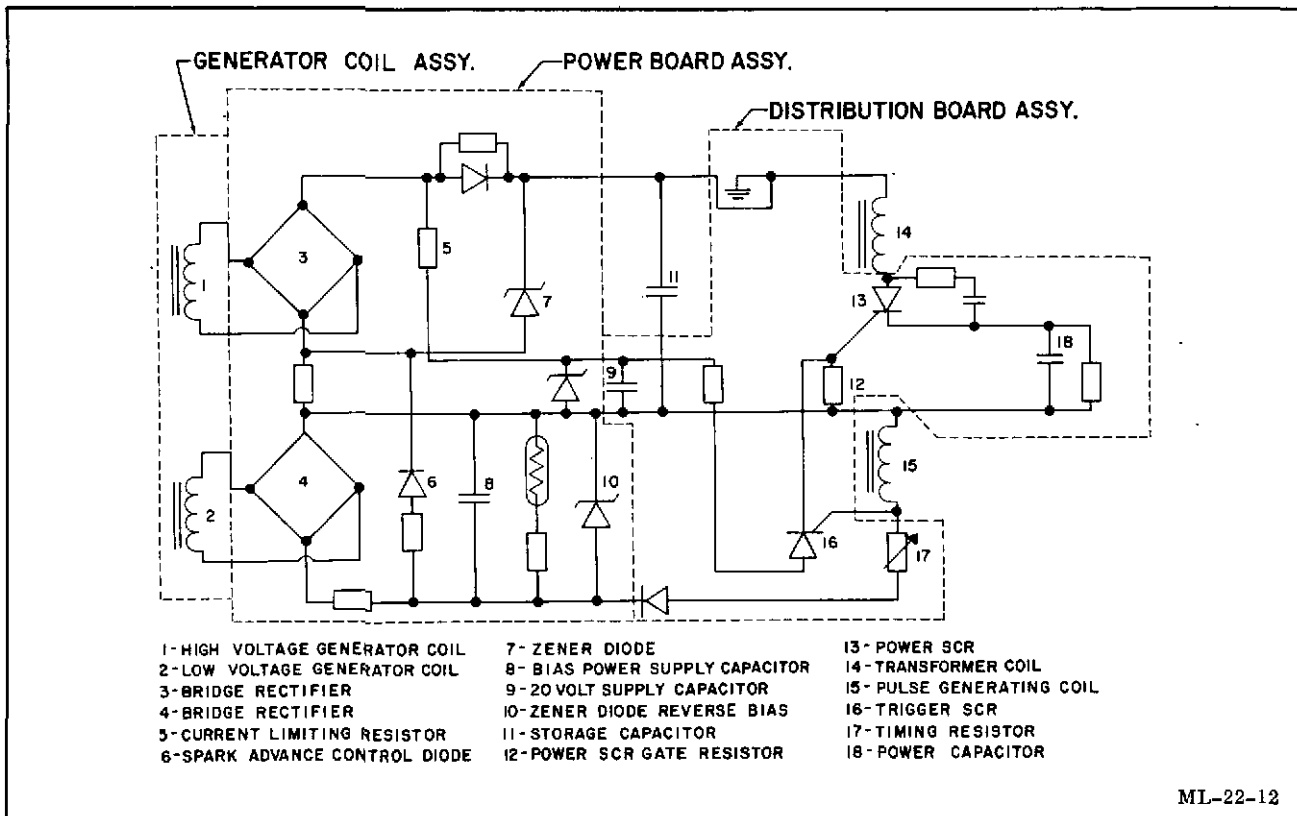 GENERATOR COIL ASSY.
POWER BOARD ASSY.
DISTRIBUTION BOARD ASSY.
1
2
3
4
5
6
7
8
9
10
11
12
13
14
15
16
17
18
1-HIGH VOLTAGE GENERATOR COIL
2-LOW VOLTAGE GENERATOR COIL
3-BRIDGE RECTIFIER
4-BRIDGE RECTIFIER
5-CURRENT LIMITING RESISTOR
6-SPARK ADVANCE CONTROL DIODE
7-ZENER DIODE
8-BIAS POWER SUPPLY CAPACITOR
9-20 VOLT SUPPLY CAPACITOR
10-ZENER DIODE REVERSE BIAS
11-STORAGE CAPACITOR
12-POWER SCR GATE RESISTOR
13-POWER SCR
14-TRANSFORMER COIL
15-PULSE GENERATING COIL
16-TRIGGER SCR
17-TIMING RESISTOR
18-POWER CAPACITOR
ML-22-12